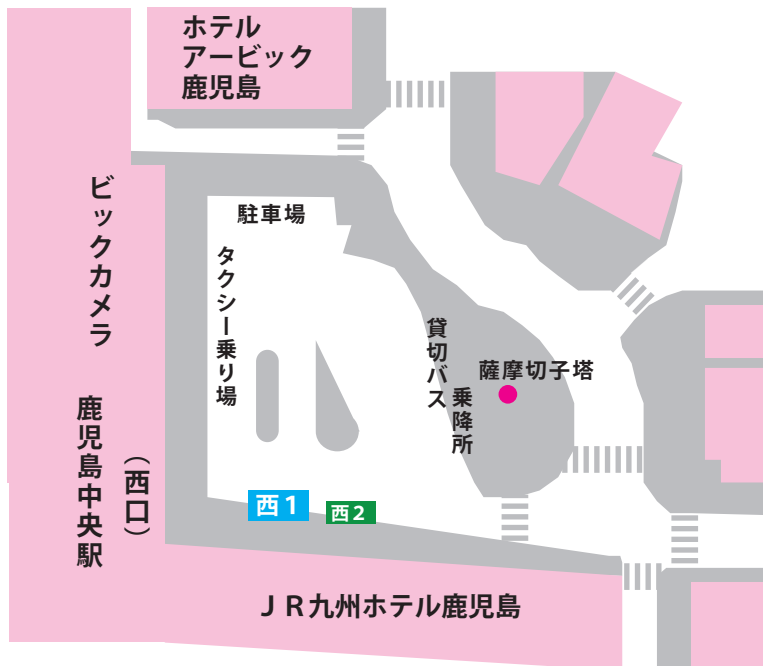 ホテル
アービック
鹿児島
駐車場
ビックカメラ
タクシー乗り場
貸切バス
乗降所
薩摩切子塔
鹿児島中央駅
（西口）
西1
西2
ＪＲ九州ホテル鹿児島